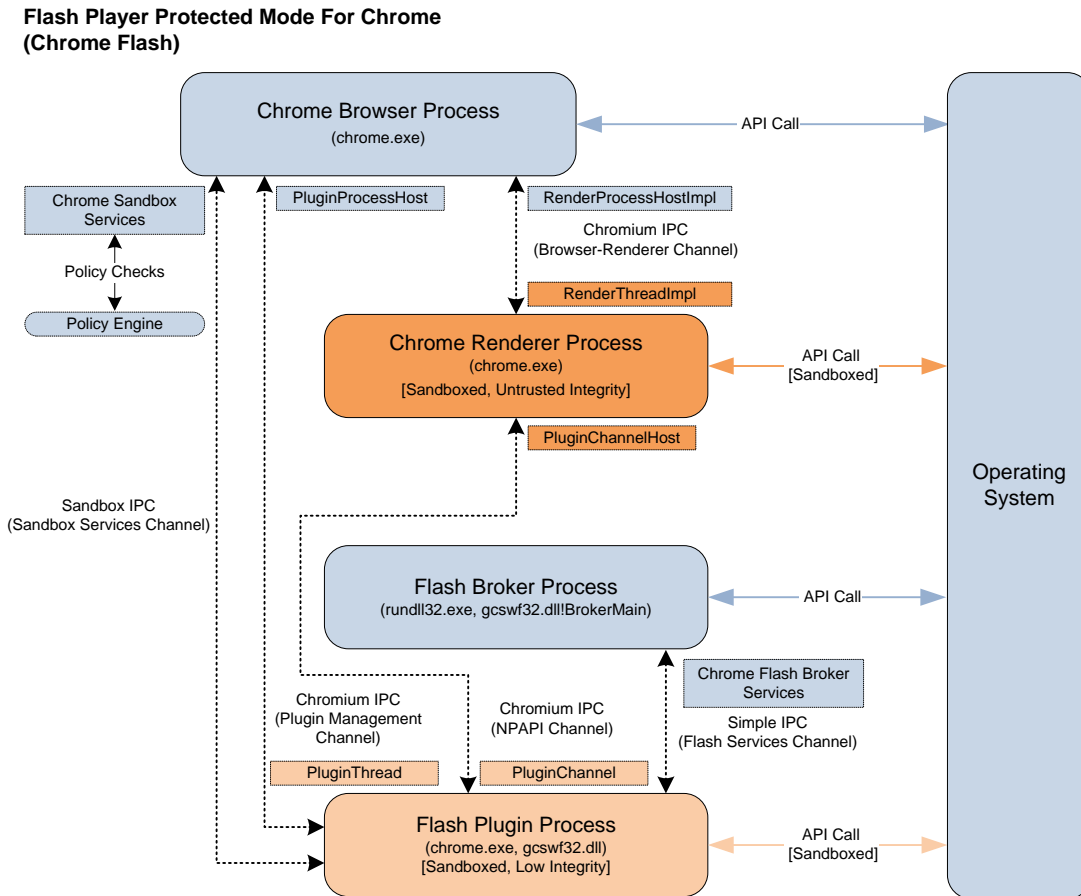 Flash Player Protected Mode For Chrome
(Chrome Flash)
Chrome Browser Process
(chrome.exe)
API Call
Chrome Sandbox
Services
PluginProcessHost
RenderProcessHostImpl
Chromium IPC
(Browser-Renderer Channel)
Policy Checks
RenderThreadImpl
Policy Engine
Chrome Renderer Process
(chrome.exe)
[Sandboxed, Untrusted Integrity]
API Call
[Sandboxed]
PluginChannelHost
Operating
System
Sandbox IPC
(Sandbox Services Channel)
Flash Broker Process
(rundll32.exe, gcswf32.dll!BrokerMain)
API Call
Chrome Flash Broker
Services
Chromium IPC
(Plugin Management
Channel)
Chromium IPC
(NPAPI Channel)
Simple IPC
(Flash Services Channel)
PluginThread
PluginChannel
Flash Plugin Process
(chrome.exe, gcswf32.dll)
[Sandboxed, Low Integrity]
API Call
[Sandboxed]